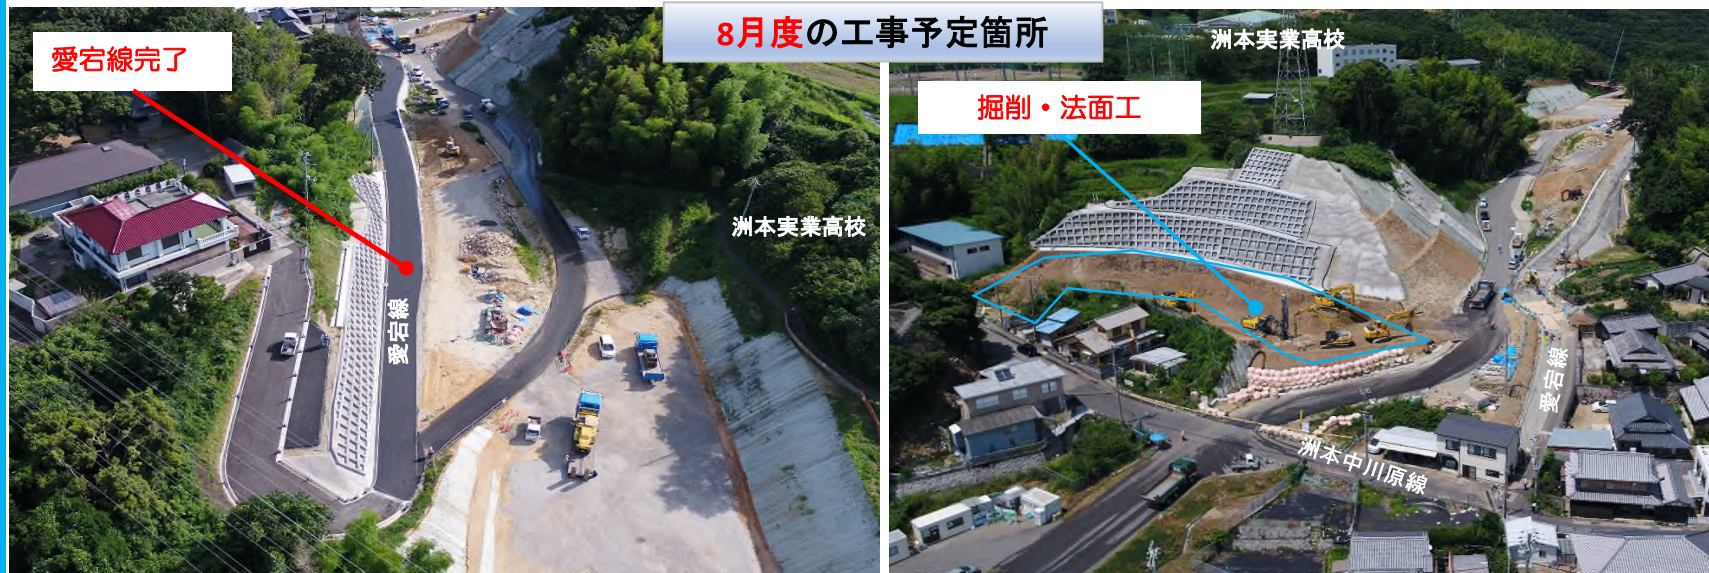 8月度の工事予定箇所
愛宕線完了
洲本実業高校
愛宕線
洲本実業高校
掘削・法面工
愛宕線
洲本中川原線